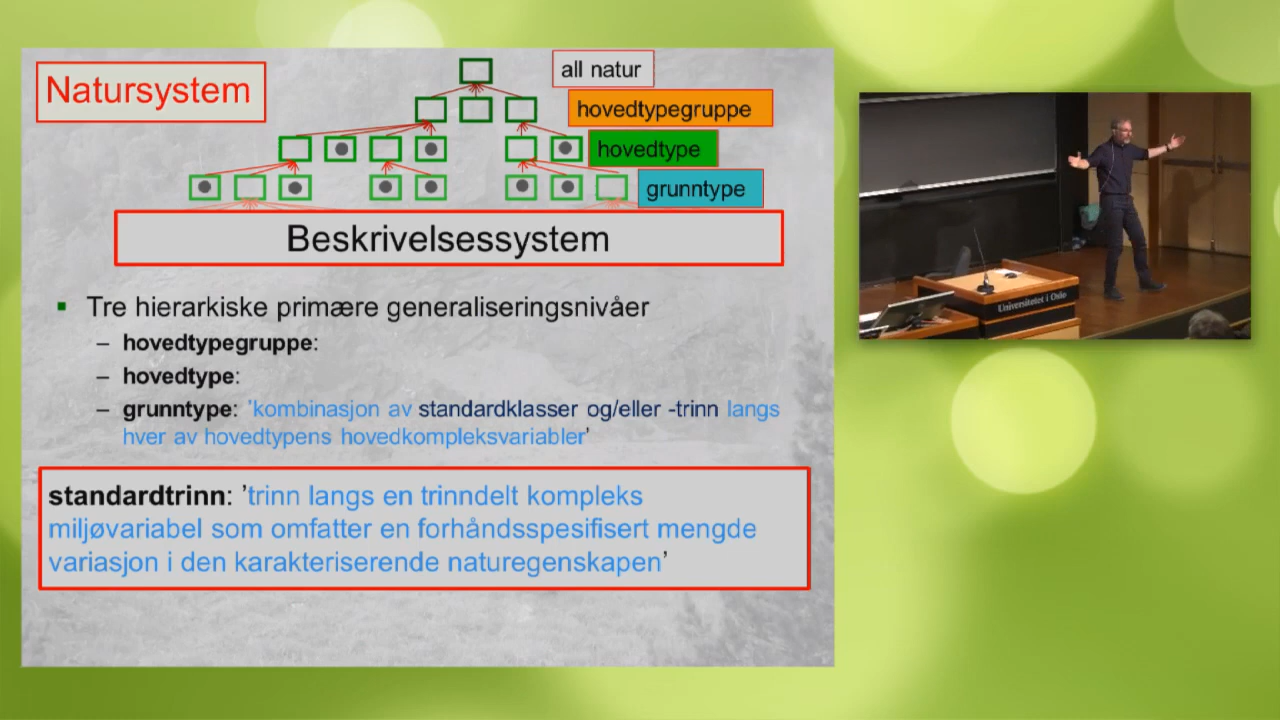 Natursystem
all natur
hovedtypegruppe
hovedtype
grunntype
Beskrivelsessystem
▪ Tre hierarkiske primære generaliseringsnivåer
– hovedtypegruppe:
– hovedtype:
– grunntype: 'kombinasjon av standardklasser og/eller -trinn langs
hver av hovedtypens hovedkompleksvariabler'
standardtrinn: 'trinn langs en trinndelt kompleks
miljøvariabel som omfatter en forhåndsspesifisert mengde
variasjon i den karakteriserende naturegenskapen'
Universitetet i Oslo